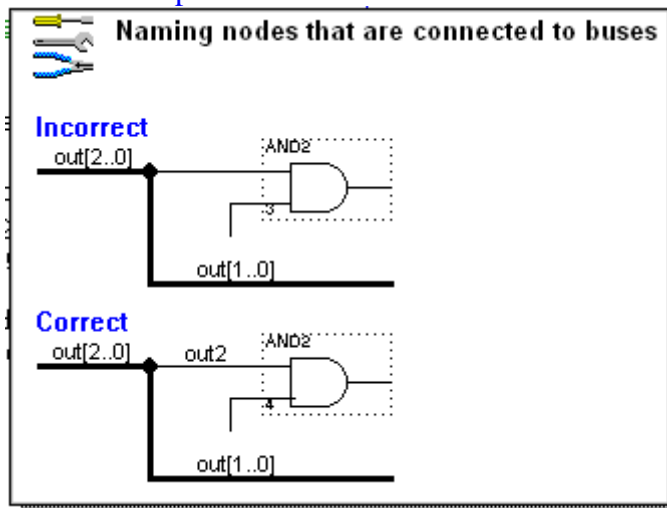 Naming nodes that are connected to buses
Incorrect
out[2..0]
AND2
3
out[1..0]
Correct
out[2..0]
out2
AND2
4
out[1..0]